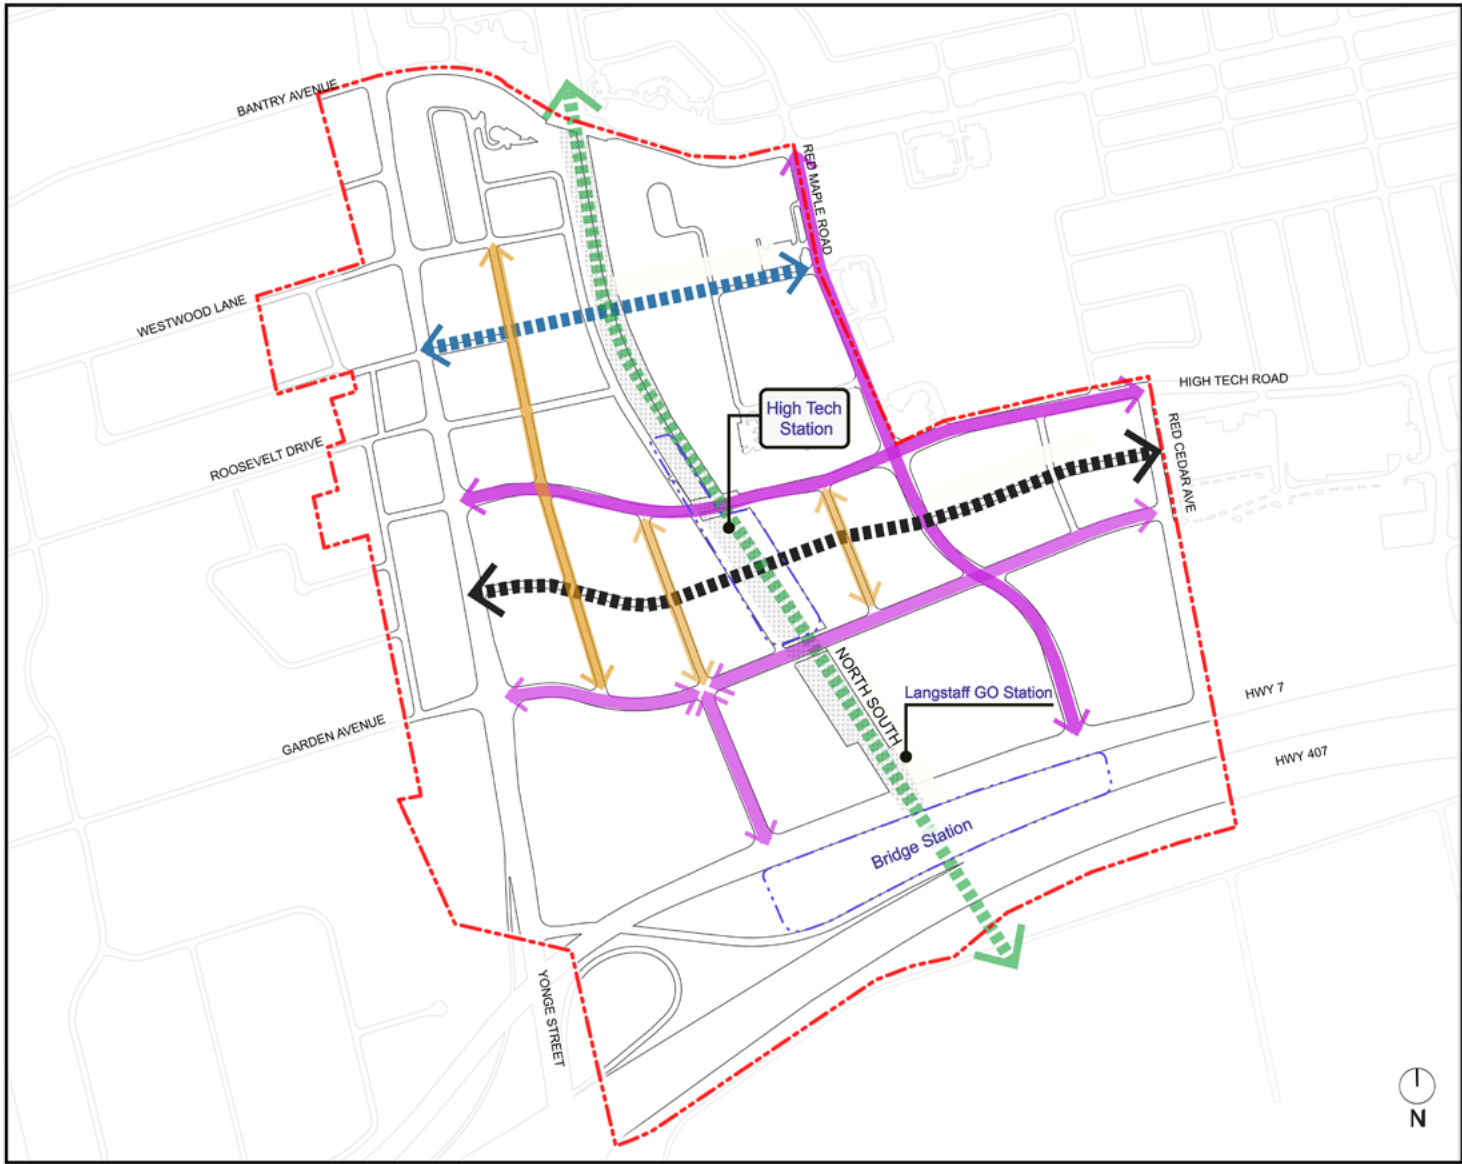 BANTRY AVENUE
RED MAPLE ROAD
WESTWOOD LANE
HIGH TECH ROAD
High Tech
Station
RED CEDAR AVE
ROOSEVELT DRIVE
NORTH SOUTH
Langstaff GO Station
HWY 7
GARDEN AVENUE
HWY 407
Bridge Station
YONGE STREET
N